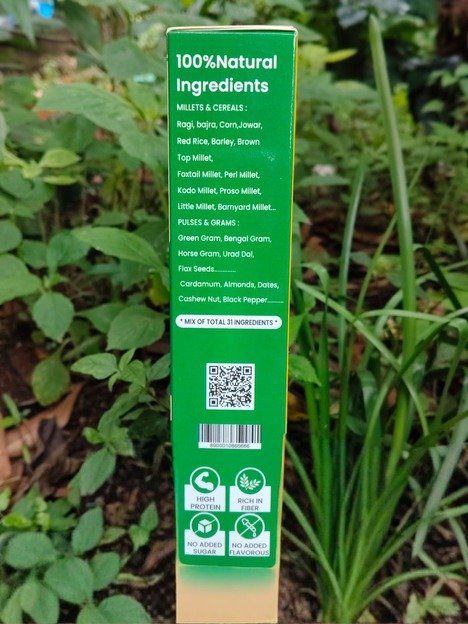 100%Natural
Ingredients
MILLETS & CEREALS :
Ragi, bajra, Corn,Jowar,
Red Rice, Barley, Brown
Top Millet,
Foxtail Millet, Perl Millet,
Kodo Millet, Proso Millet,
Little Millet, Barnyard Millet...
PULSES & GRAMS :
Green Gram, Bengal Gram,
Horse Gram, Urad Dal,
Flax Seeds............
Cardamum, Almonds, Dates,
Cashew Nut, Black Pepper.........
* MIX OF TOTAL 31 INGREDIENTS *
8900010866666
HIGH
PROTEIN
RICH IN
FIBER
NO ADDED
SUGAR
NO ADDED
FLAVOROUS